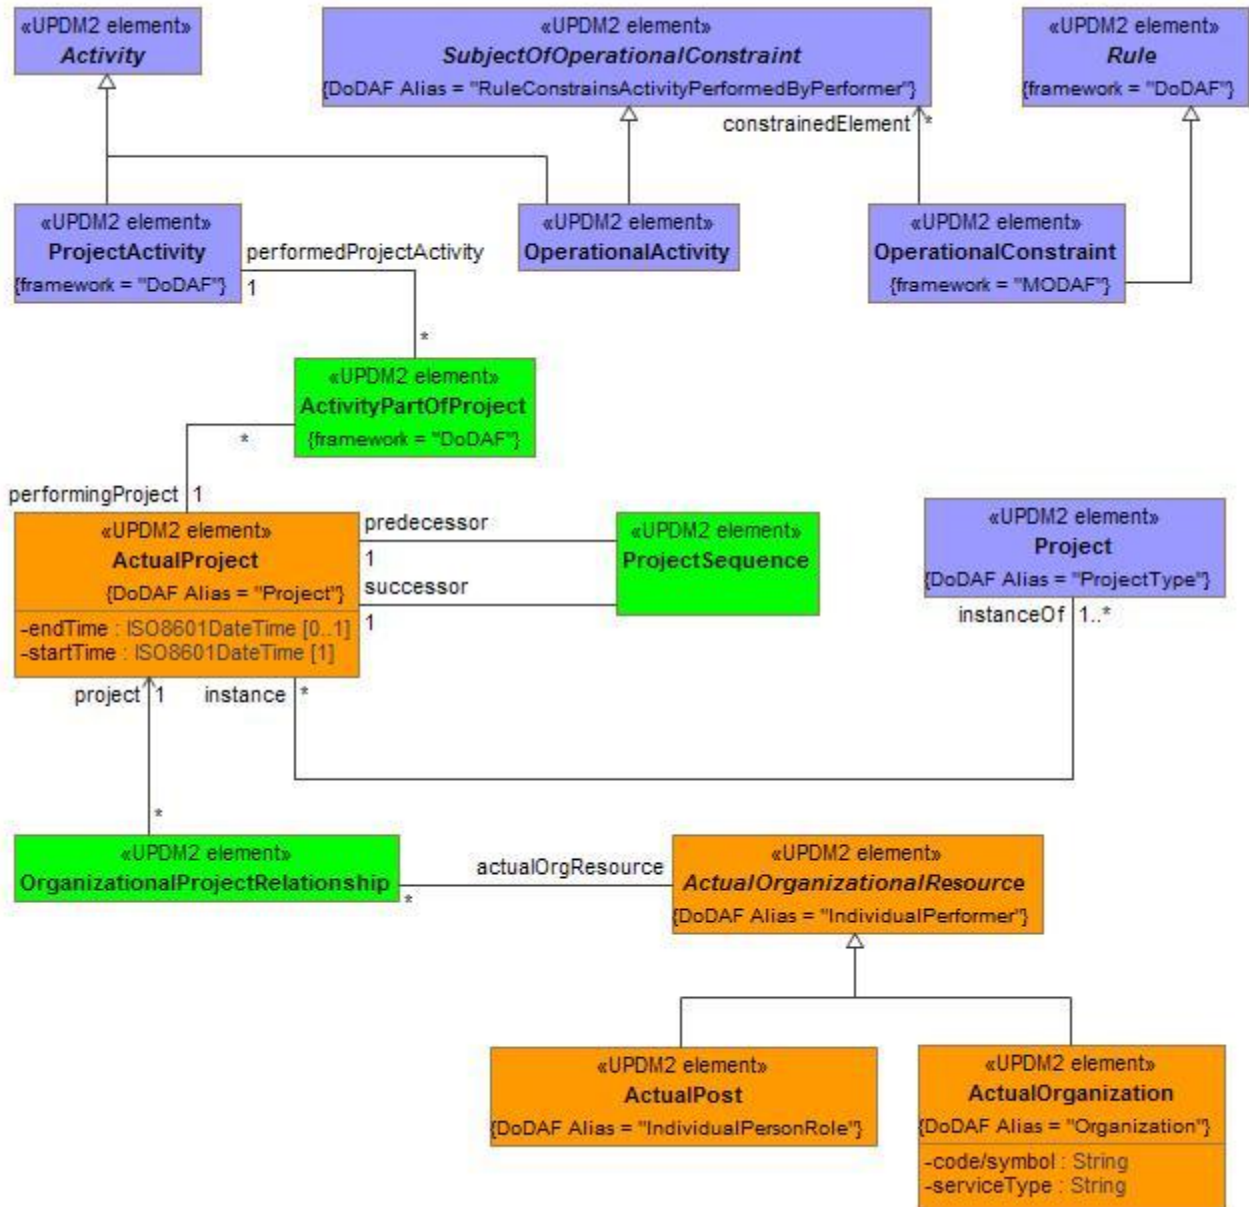 «UPDM2 element»
Activity
«UPDM2 element»
SubjectOfOperationalConstraint
{DoDAF Alias = "RuleConstrainsActivityPerformedByPerformer"}
«UPDM2 element»
Rule
{framework = "DoDAF"}
constrainedElement
*
«UPDM2 element»
ProjectActivity
{framework = "DoDAF"}
performedProjectActivity
1
«UPDM2 element»
OperationalActivity
«UPDM2 element»
OperationalConstraint
{framework = "MODAF"}
*
«UPDM2 element»
ActivityPartOfProject
{framework = "DoDAF"}
*
performingProject
1
«UPDM2 element»
ActualProject
{DoDAF Alias = "Project"}
-endTime : ISO8601DateTime [0..1]
-startTime : ISO8601DateTime [1]
predecessor
1
successor
1
«UPDM2 element»
ProjectSequence
«UPDM2 element»
Project
{DoDAF Alias = "ProjectType"}
instanceOf
1..*
project
1
instance
*
*
«UPDM2 element»
OrganizationalProjectRelationship
actualOrgResource
*
«UPDM2 element»
ActualOrganizationalResource
{DoDAF Alias = "IndividualPerformer"}
«UPDM2 element»
ActualPost
{DoDAF Alias = "IndividualPersonRole"}
«UPDM2 element»
ActualOrganization
{DoDAF Alias = "Organization"}
-code/symbol : String
-serviceType : String